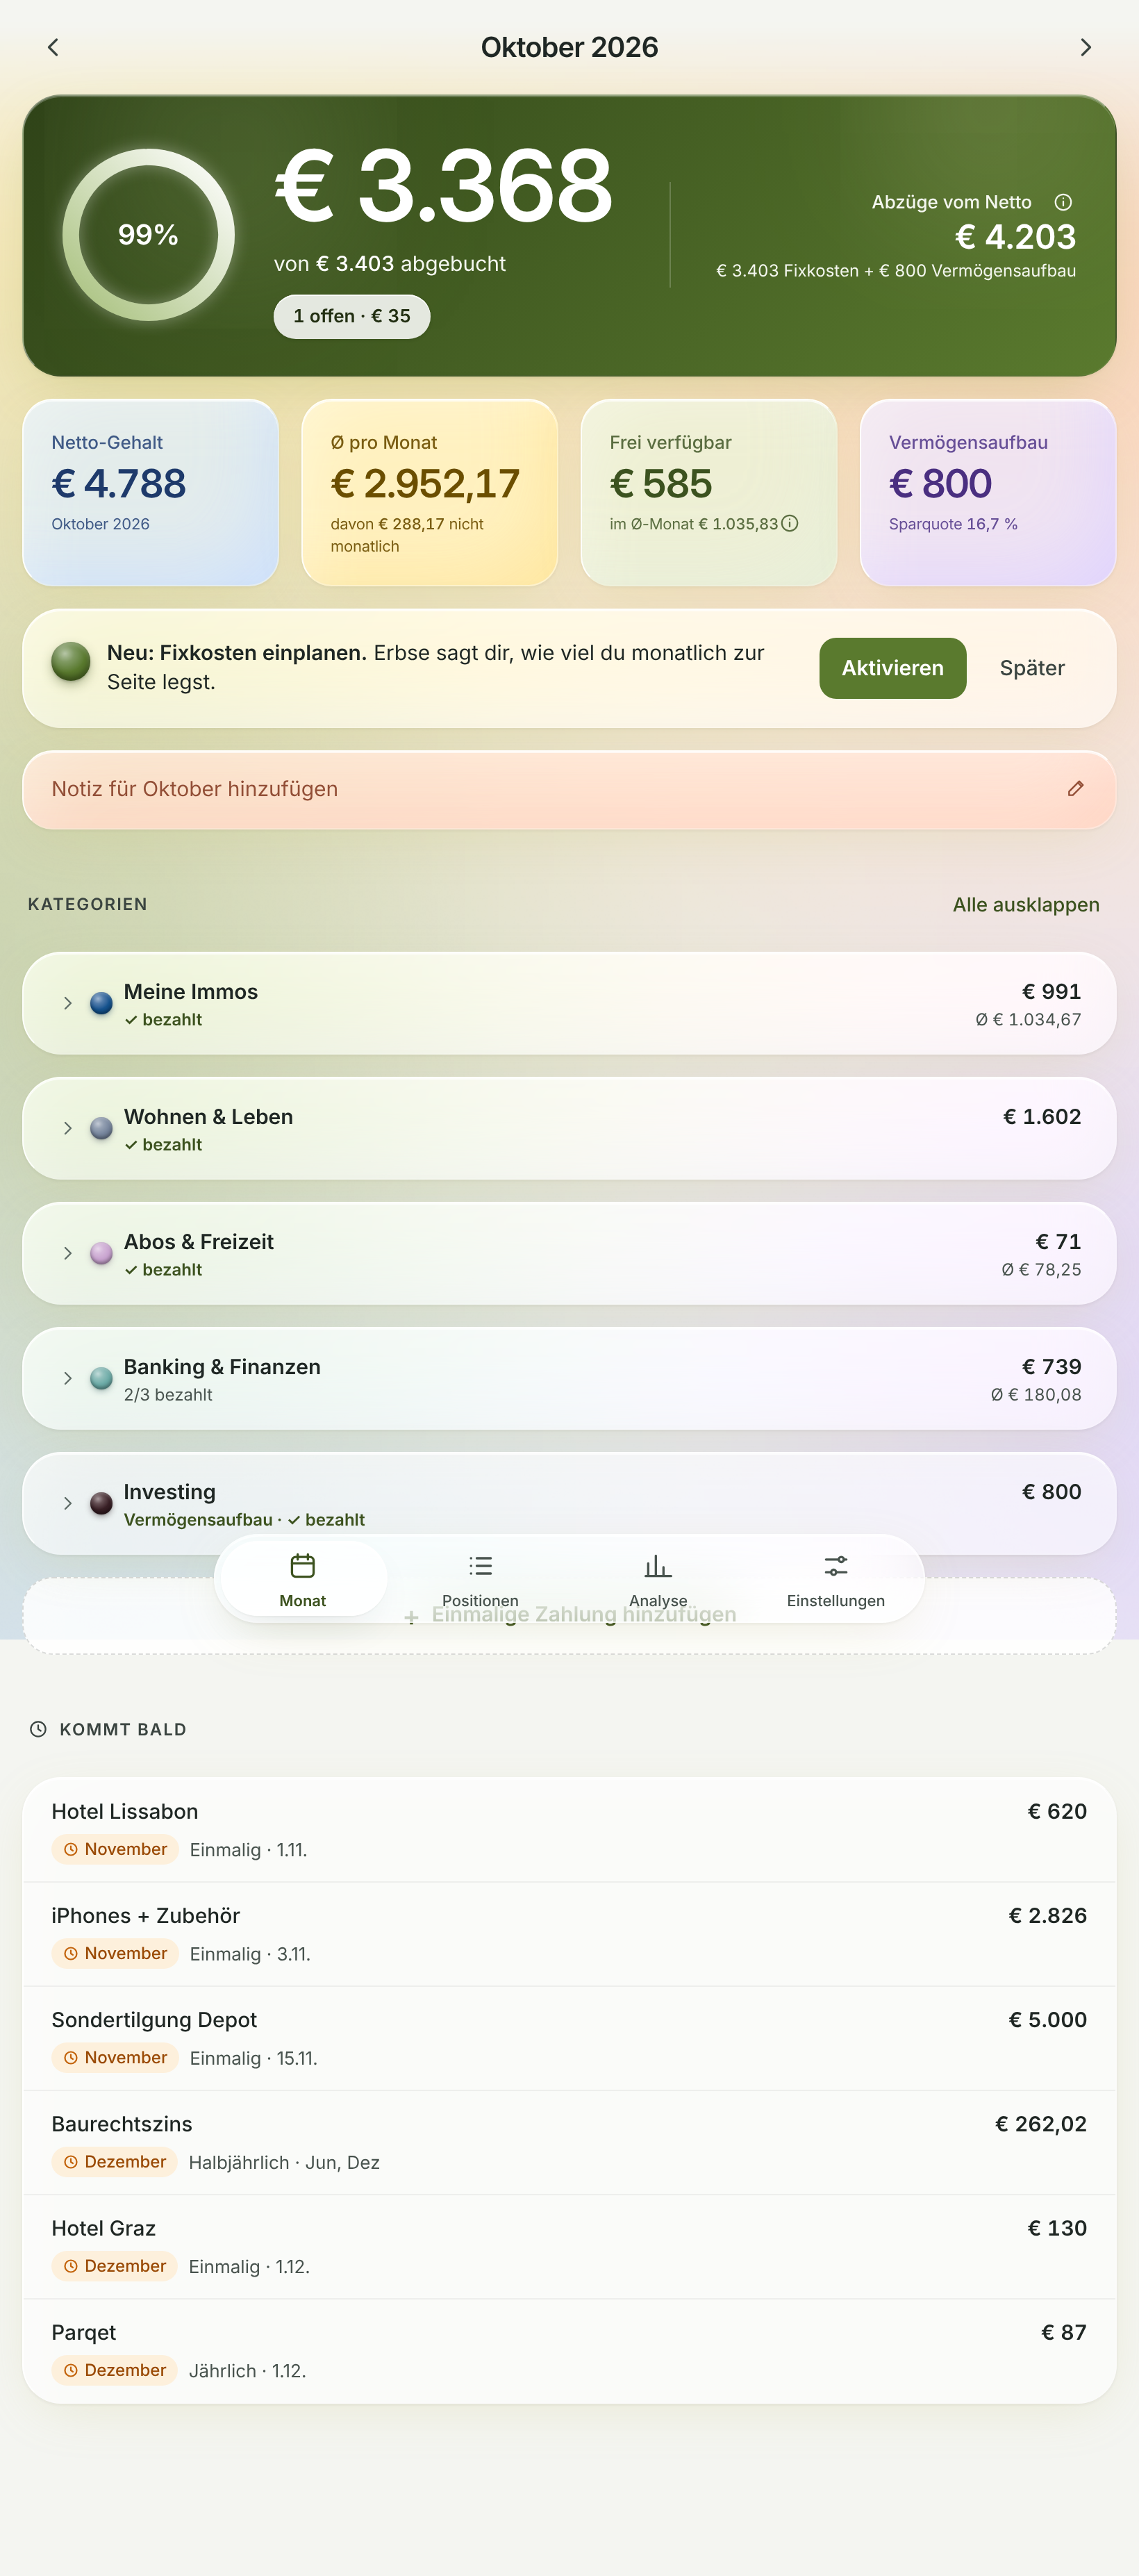 Oktober 2026
99%
€ 3.368
von € 3.403 abgebucht
1 offen · € 35
Abzüge vom Netto
€ 4.203
€ 3.403 Fixkosten + € 800 Vermögensaufbau
Netto-Gehalt
€ 4.788
Oktober 2026
Ø pro Monat
€ 2.952,17
davon € 288,17 nicht
monatlich
Frei verfügbar
€ 585
im Ø-Monat € 1.035,83
Vermögensaufbau
€ 800
Sparquote 16,7 %
Neu: Fixkosten einplanen. Erbse sagt dir, wie viel du monatlich zur
Seite legst.
Aktivieren
Später
Notiz für Oktober hinzufügen
KATEGORIEN
Alle ausklappen
Meine Immos
€ 991
✓ bezahlt
Ø € 1.034,67
Wohnen & Leben
€ 1.602
✓ bezahlt
Abos & Freizeit
€ 71
✓ bezahlt
Ø € 78,25
Banking & Finanzen
€ 739
2/3 bezahlt
Ø € 180,08
Investing
€ 800
Vermögensaufbau · ✓ bezahlt
Monat
Positionen
Analyse
Einstellungen
+ Einmalige Zahlung hinzufügen
KOMMT BALD
Hotel Lissabon
€ 620
November
Einmalig · 1.11.
iPhones + Zubehör
€ 2.826
November
Einmalig · 3.11.
Sondertilgung Depot
€ 5.000
November
Einmalig · 15.11.
Baurechtszins
€ 262,02
Dezember
Halbjährlich · Jun, Dez
Hotel Graz
€ 130
Dezember
Einmalig · 1.12.
Parqet
€ 87
Dezember
Jährlich · 1.12.